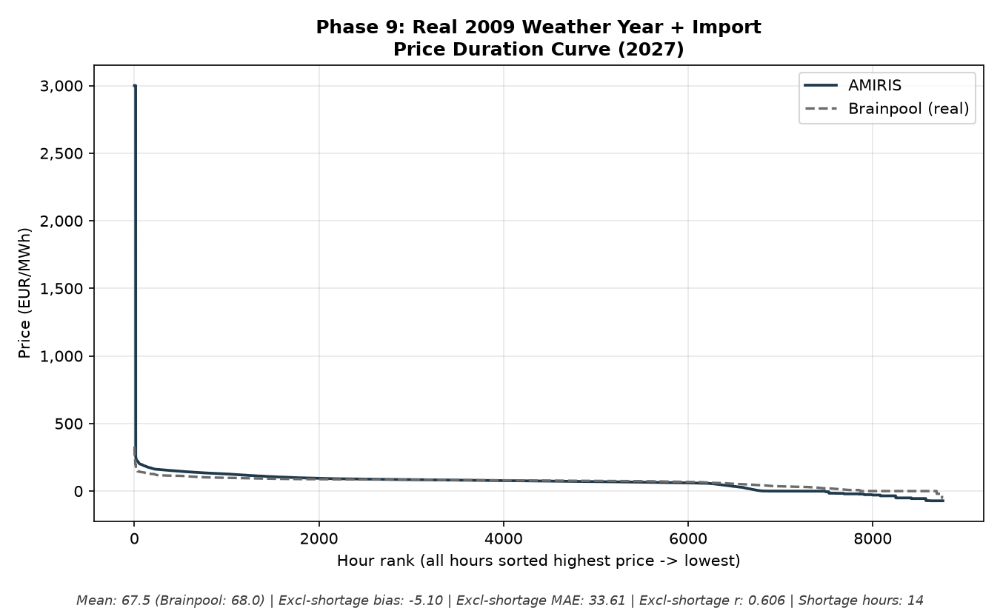 Phase 9: Real 2009 Weather Year + Import
Price Duration Curve (2027)
AMIRIS
Brainpool (real)
Price (EUR/MWh)
3,000
2,500
2,000
1,500
1,000
500
0
0
2000
4000
6000
8000
Hour rank (all hours sorted highest price -> lowest)
Mean: 67.5 (Brainpool: 68.0) | Excl-shortage bias: -5.10 | Excl-shortage MAE: 33.61 | Excl-shortage r: 0.606 | Shortage hours: 14